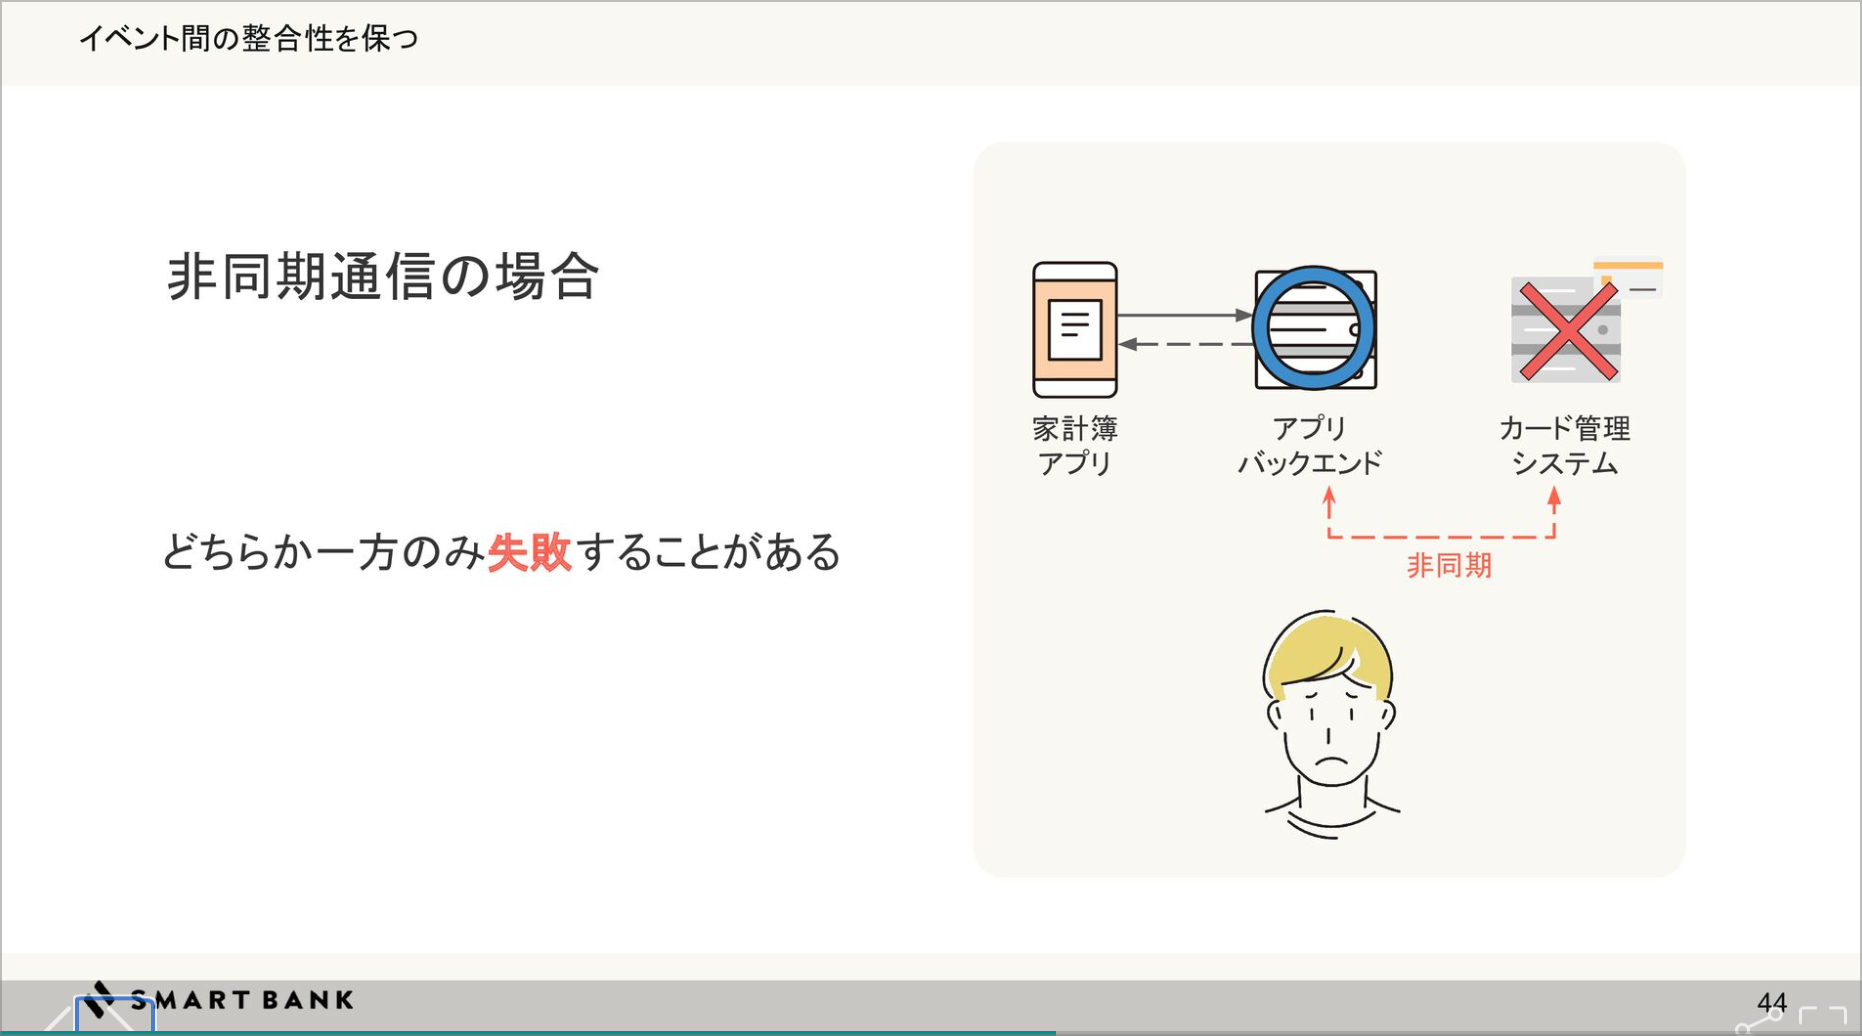 イベント間の整合性を保つ
非同期通信の場合
どちらか一方のみ失敗することがある
家計簿
アプリ
アプリ
バックエンド
カード管理
システム
非同期
SMART BANK
44